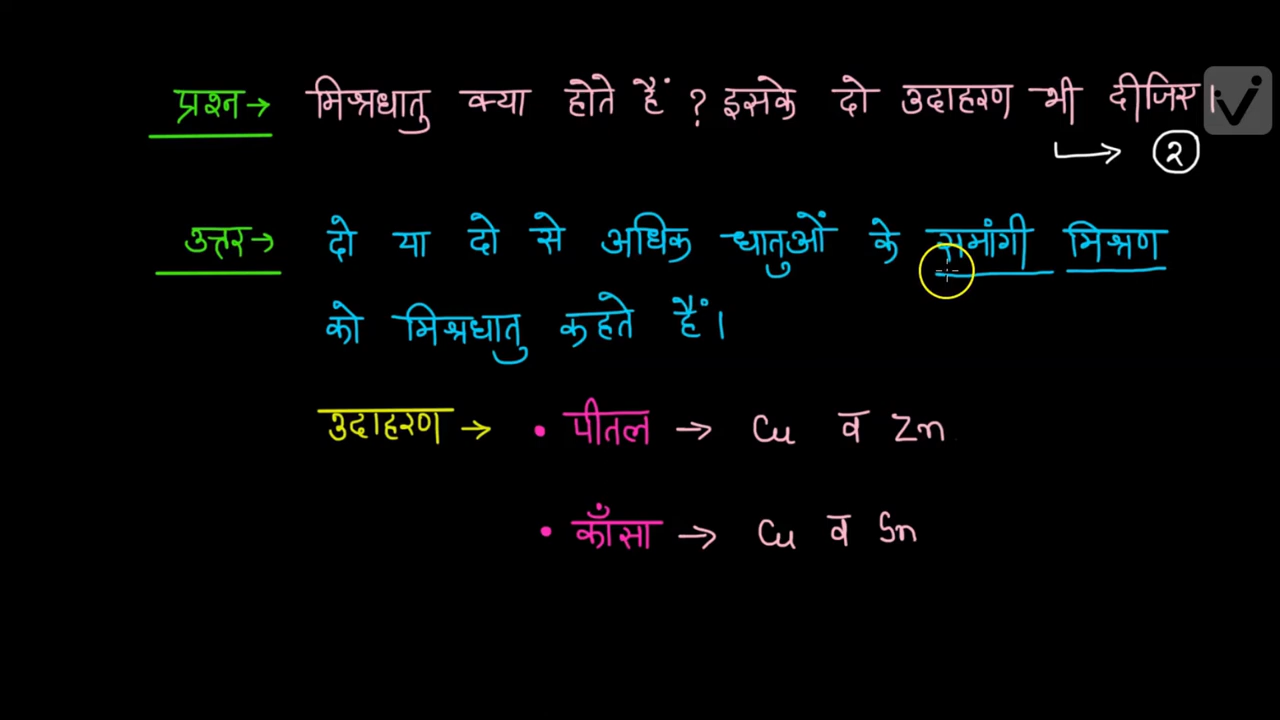 प्रश्न → मिश्रधातु क्या होते हैं ? इसके दो उदाहरण भी दीजिए।
→ २
उत्तर → दो या दो से अधिक धातुओं के समांगी मिश्रण
को मिश्रधातु कहते हैं।
उदाहरण → • पीतल → Cu व Zn
• काँसा → Cu व Sn